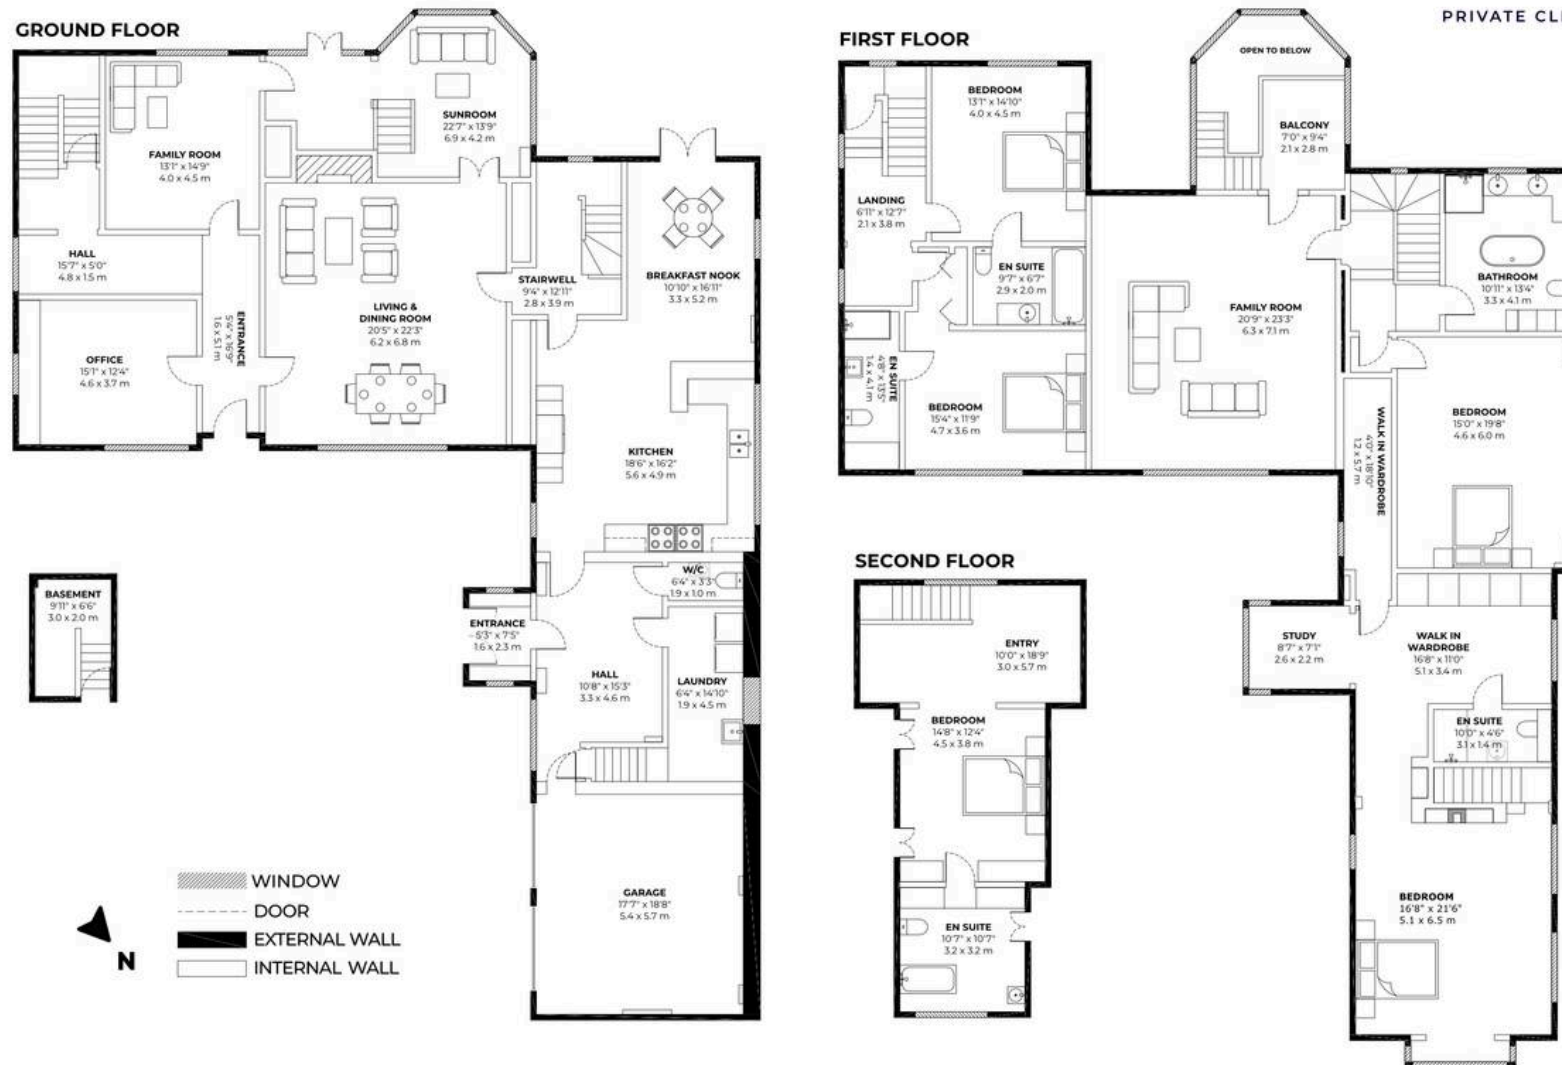 PRIVATE CLI
GROUND FLOOR
SUNROOM
22'7" x 13'9"
6.9 x 4.2 m
FAMILY ROOM
13'1" x 14'9"
4.0 x 4.5 m
HALL
15'7" x 5'0"
4.8 x 1.5 m
ENTRANCE
5'4" x 16'9"
1.6 x 5.1 m
LIVING &
DINING ROOM
20'5" x 22'3"
6.2 x 6.8 m
STAIRWELL
9'4" x 12'11"
2.8 x 3.9 m
BREAKFAST NOOK
10'10" x 16'11"
3.3 x 5.2 m
OFFICE
15'1" x 12'4"
4.6 x 3.7 m
KITCHEN
18'6" x 16'2"
5.6 x 4.9 m
W/C
6'4" x 3'3"
1.9 x 1.0 m
BASEMENT
9'11" x 6'6"
3.0 x 2.0 m
ENTRANCE
5'3" x 7'5"
1.6 x 2.3 m
HALL
10'8" x 15'3"
3.3 x 4.6 m
LAUNDRY
6'4" x 14'10"
1.9 x 4.5 m
GARAGE
17'7" x 18'8"
5.4 x 5.7 m
WINDOW
DOOR
EXTERNAL WALL
INTERNAL WALL
N
FIRST FLOOR
OPEN TO BELOW
BEDROOM
13'1" x 14'10"
4.0 x 4.5 m
BALCONY
7'0" x 9'4"
2.1 x 2.8 m
LANDING
6'11" x 12'7"
2.1 x 3.8 m
EN SUITE
9'7" x 6'7"
2.9 x 2.0 m
BATHROOM
10'11" x 13'4"
3.3 x 4.1 m
FAMILY ROOM
20'9" x 23'3"
6.3 x 7.1 m
EN SUITE
4'8" x 13'5"
1.4 x 4.1 m
BEDROOM
15'4" x 11'9"
4.7 x 3.6 m
WALK IN WARDROBE
4'0" x 18'10"
1.2 x 5.7 m
BEDROOM
15'0" x 19'8"
4.6 x 6.0 m
STUDY
8'7" x 7'1"
2.6 x 2.2 m
WALK IN
WARDROBE
16'8" x 11'0"
5.1 x 3.4 m
EN SUITE
10'0" x 4'6"
3.1 x 1.4 m
BEDROOM
16'8" x 21'6"
5.1 x 6.5 m
SECOND FLOOR
ENTRY
10'0" x 18'9"
3.0 x 5.7 m
BEDROOM
14'8" x 12'4"
4.5 x 3.8 m
EN SUITE
10'7" x 10'7"
3.2 x 3.2 m